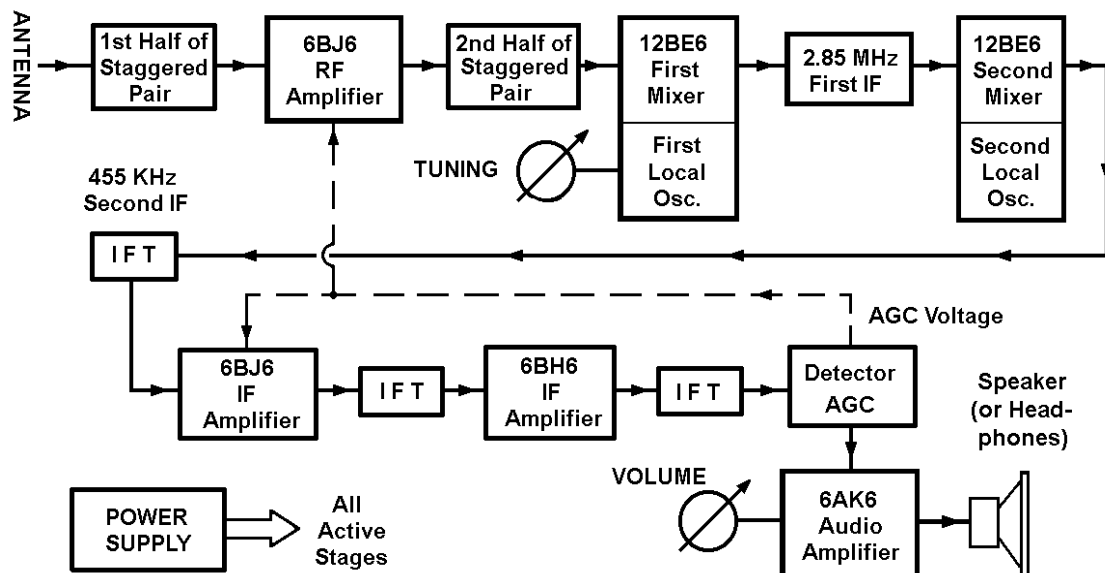 ANTENNA
1st Half of
Staggered
Pair
6BJ6
RF
Amplifier
2nd Half of
Staggered
Pair
12BE6
First
Mixer
First
Local
Osc.
2.85 MHz
First IF
12BE6
Second
Mixer
Second
Local
Osc.
TUNING
455 KHz
Second IF
I F T
AGC Voltage
6BJ6
IF
Amplifier
I F T
6BH6
IF
Amplifier
I F T
Detector
AGC
Speaker
(or Head-
phones)
VOLUME
6AK6
Audio
Amplifier
POWER
SUPPLY
All
Active
Stages